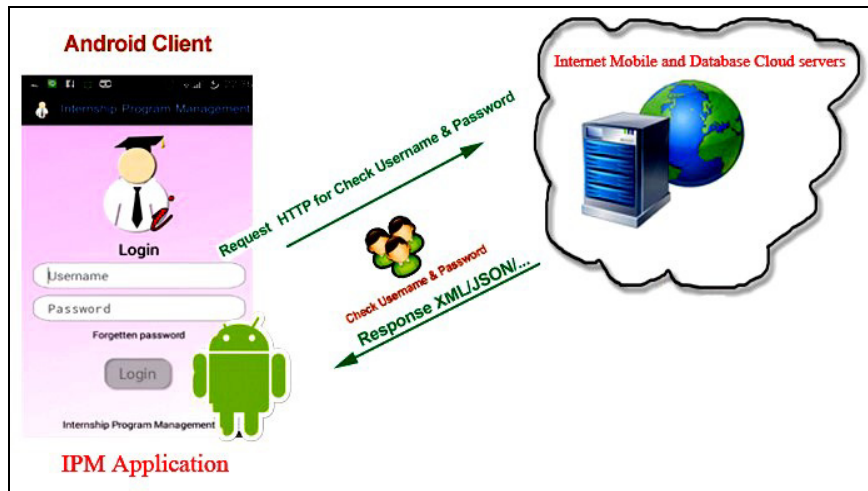 Android Client
Internship Program Management
Login
Username
Password
Forgetten password
Login
Internship Program Management
IPM Application
Request HTTP for Check Username & Password
Check Username & Password
Response XML/JSON/...
Internet Mobile and Database Cloud servers